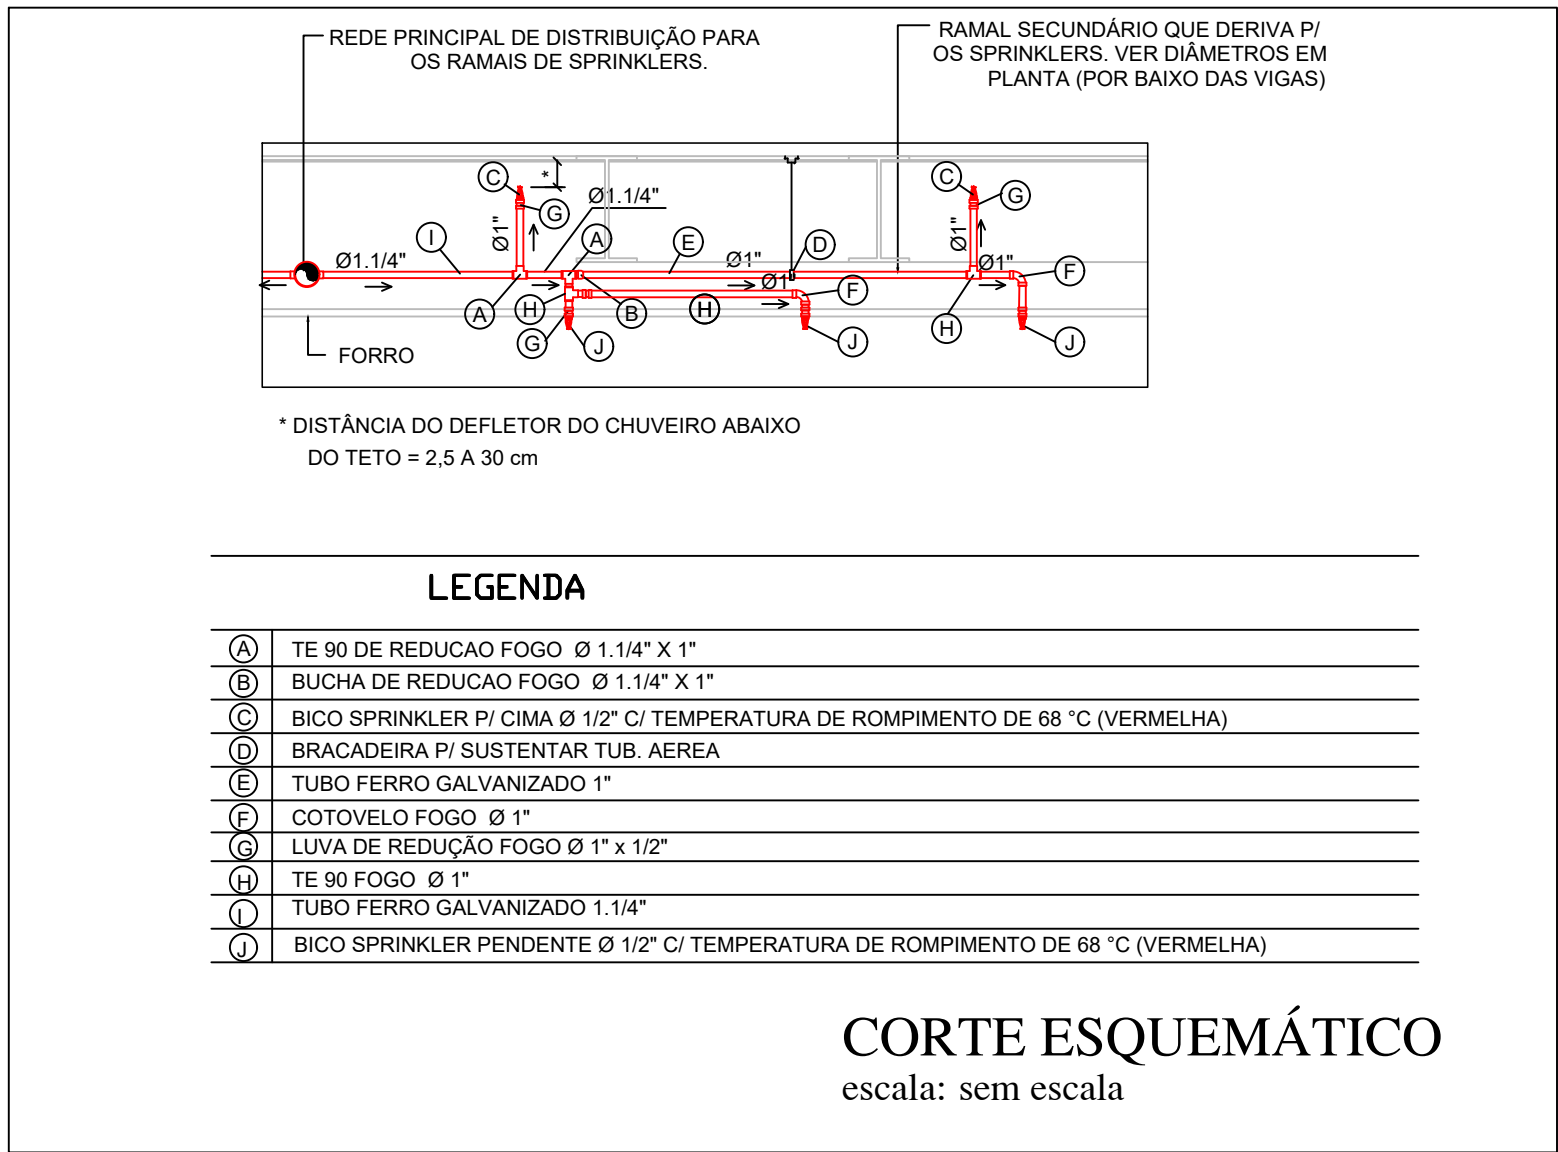 REDE PRINCIPAL DE DISTRIBUIÇÃO PARA
OS RAMAIS DE SPRINKLERS.
RAMAL SECUNDÁRIO QUE DERIVA P/
OS SPRINKLERS. VER DIÂMETROS EM
PLANTA (POR BAIXO DAS VIGAS)
C
*
G
Ø1"
Ø1.1/4"
A
I
Ø1.1/4"
E
Ø1"
D
C
G
Ø1"
Ø1"
F
Ø1"
F
A
H
B
H
H
G
J
J
J
FORRO
* DISTÂNCIA DO DEFLETOR DO CHUVEIRO ABAIXO
DO TETO = 2,5 A 30 cm
LEGENDA
A TE 90 DE REDUCAO FOGO Ø 1.1/4" X 1"
B BUCHA DE REDUCAO FOGO Ø 1.1/4" X 1"
C BICO SPRINKLER P/ CIMA Ø 1/2" C/ TEMPERATURA DE ROMPIMENTO DE 68 °C (VERMELHA)
D BRACADEIRA P/ SUSTENTAR TUB. AEREA
E TUBO FERRO GALVANIZADO 1"
F COTOVELO FOGO Ø 1"
G LUVA DE REDUÇÃO FOGO Ø 1" x 1/2"
H TE 90 FOGO Ø 1"
I TUBO FERRO GALVANIZADO 1.1/4"
J BICO SPRINKLER PENDENTE Ø 1/2" C/ TEMPERATURA DE ROMPIMENTO DE 68 °C (VERMELHA)
CORTE ESQUEMÁTICO
escala: sem escala